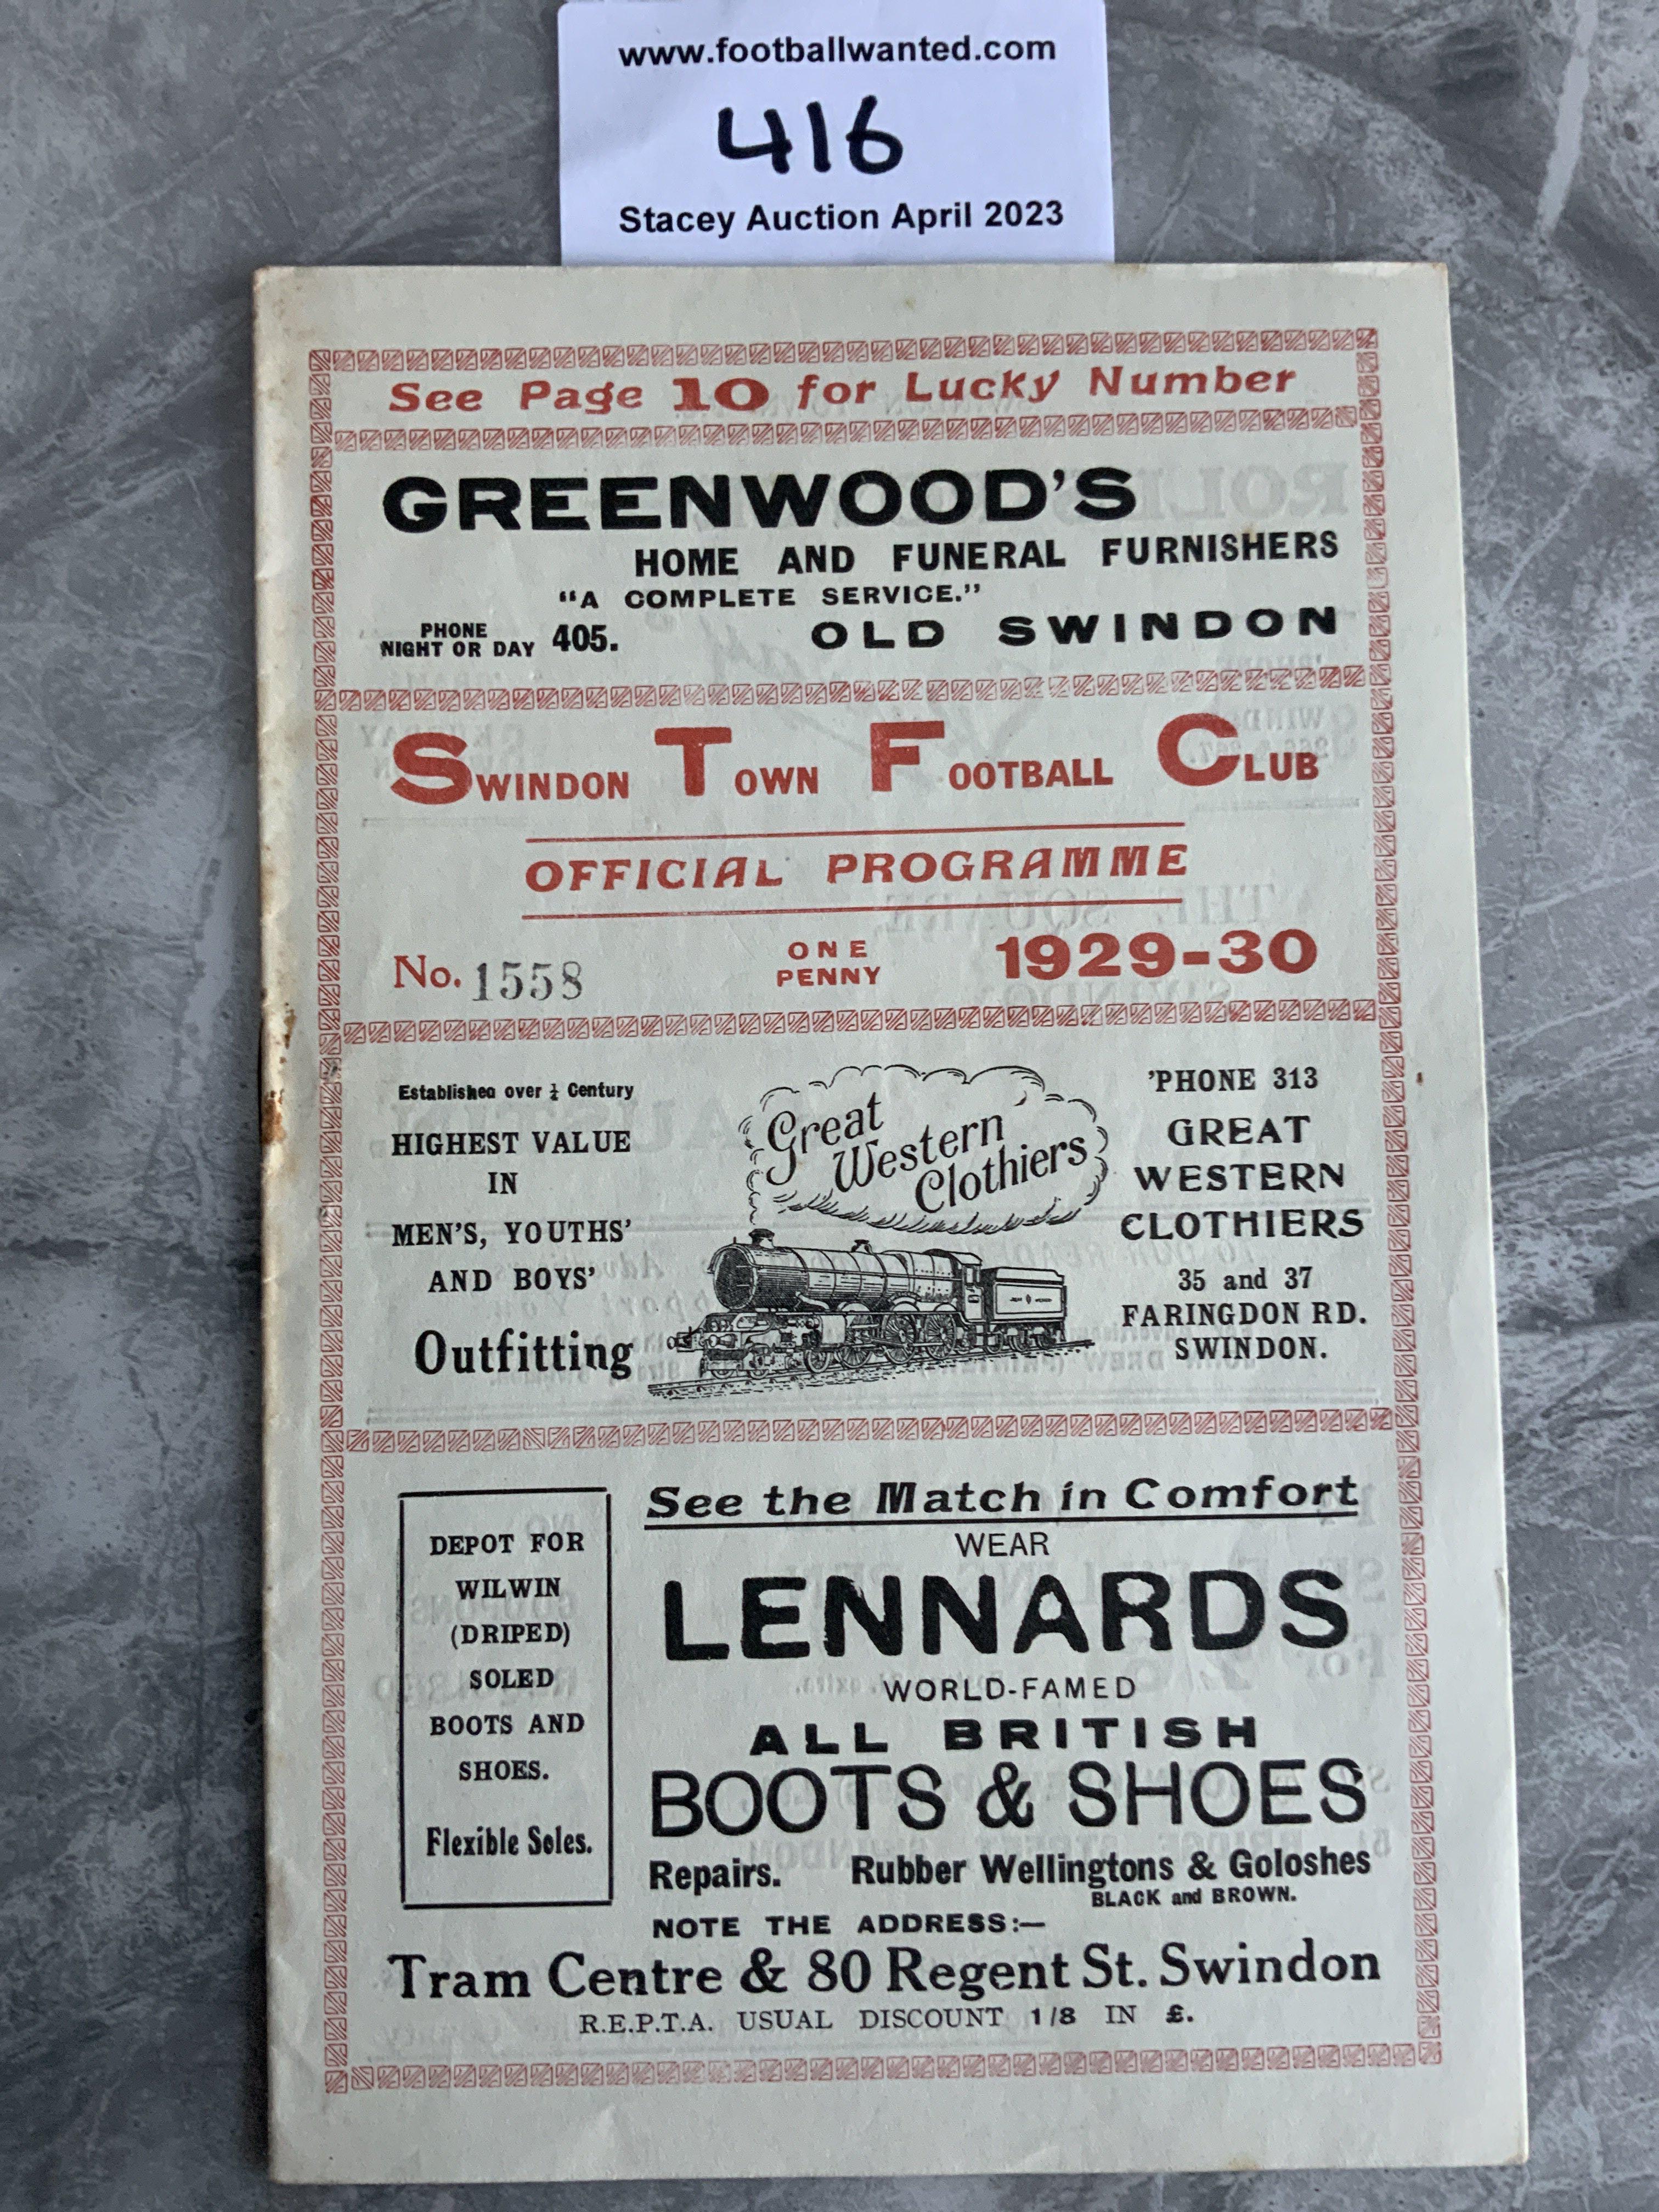 www.footballwanted.com
416
Stacey Auction April 2023
See Page 10 for Lucky Number
GREENWOOD'S
HOME AND FUNERAL FURNISHERS
"A COMPLETE SERVICE."
PHONE
NIGHT OR DAY 405.
OLD SWINDON
SWINDON TOWN FOOTBALL CLUB
OFFICIAL PROGRAMME
No. 1558
ONE
PENNY
1929-30
Established over ½ Century
HIGHEST VALUE
IN
MEN'S, YOUTHS'
AND BOYS'
Outfitting
Great
Western
Clothiers
'PHONE 313
GREAT
WESTERN
CLOTHIERS
35 and 37
FARINGDON RD.
SWINDON.
DEPOT FOR
WILWIN
(DRIPED)
SOLED
BOOTS AND
SHOES.
Flexible Soles.
See the Match in Comfort
WEAR
LENNARDS
WORLD-FAMED
ALL BRITISH
BOOTS & SHOES
Repairs. Rubber Wellingtons & Goloshes
BLACK and BROWN.
NOTE THE ADDRESS:—
Tram Centre & 80 Regent St. Swindon
R.E.P.T.A. USUAL DISCOUNT 1/8 IN £.